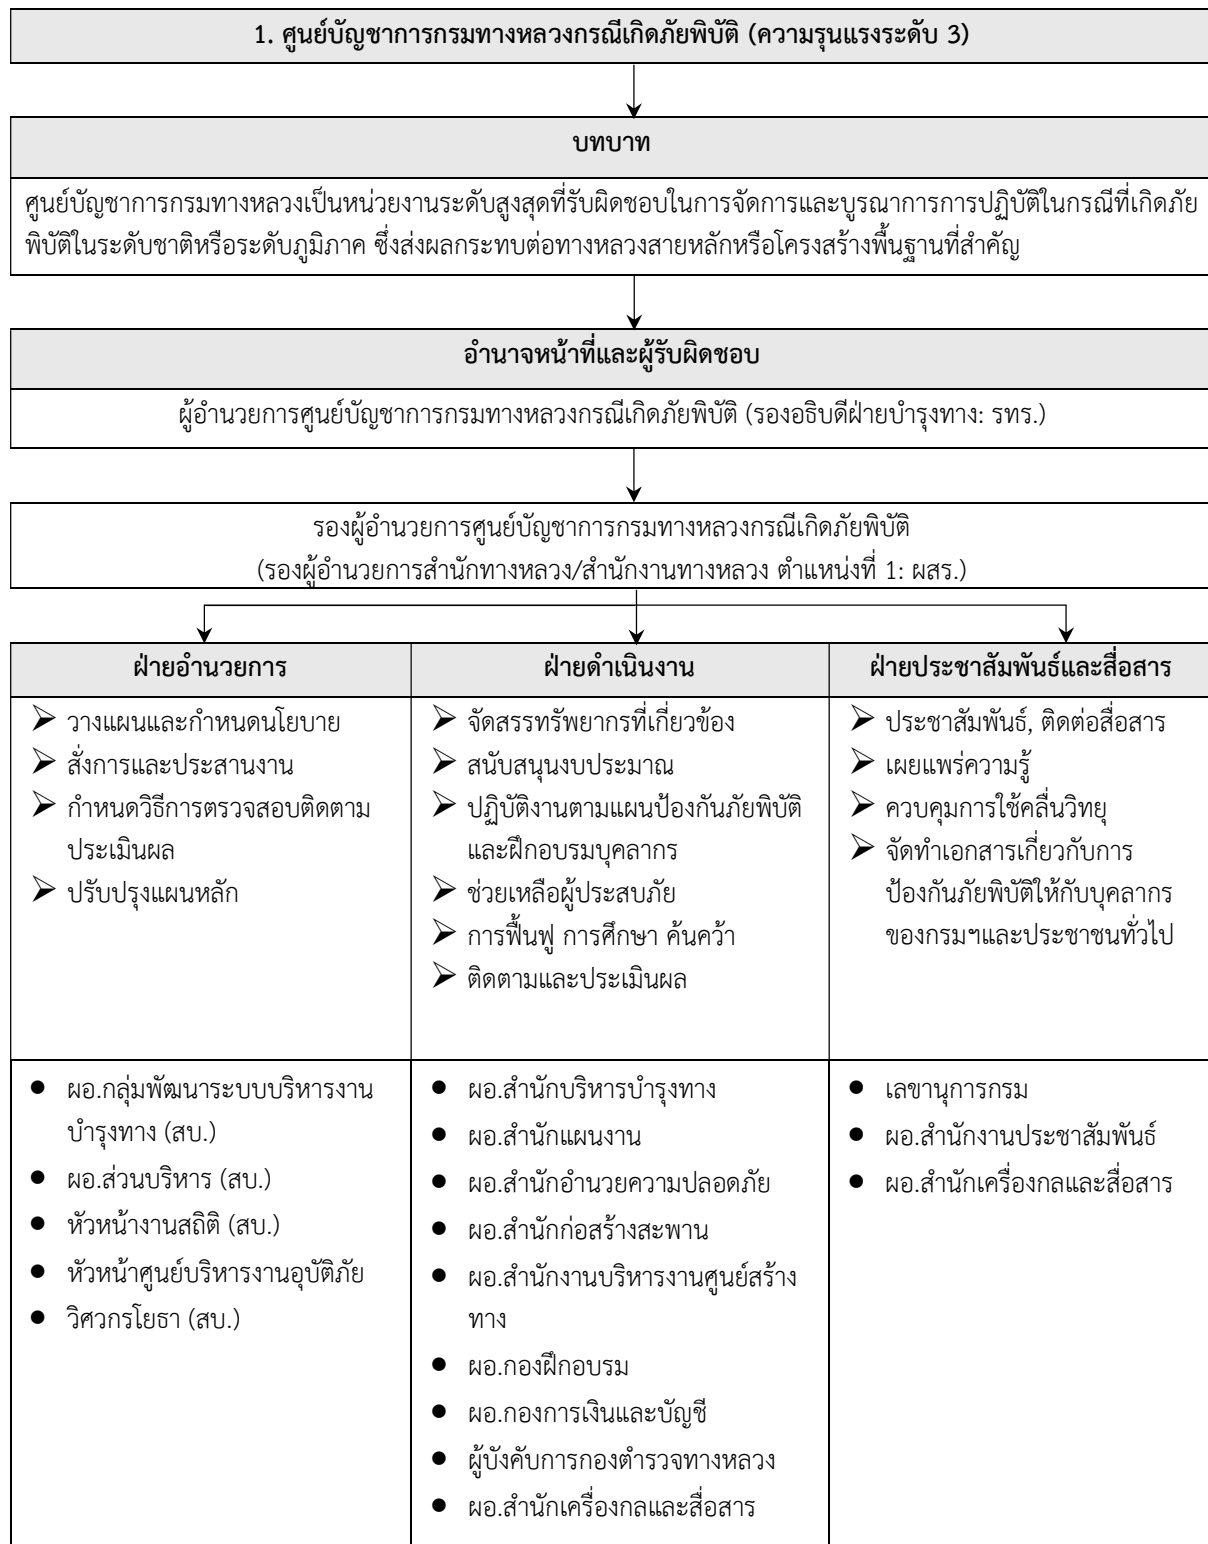 1. ศูนย์บัญชาการกรมทางหลวงกรณีเกิดภัยพิบัติ (ความรุนแรงระดับ 3)
บทบาท
ศูนย์บัญชาการกรมทางหลวงเป็นหน่วยงานระดับสูงสุดที่รับผิดชอบในการจัดการและบูรณาการการปฏิบัติในกรณีที่เกิดภัย
พิบัติในระดับชาติหรือระดับภูมิภาค ซึ่งส่งผลกระทบต่อทางหลวงสายหลักหรือโครงสร้างพื้นฐานที่สำคัญ
อำนาจหน้าที่และผู้รับผิดชอบ
ผู้อำนวยการศูนย์บัญชาการกรมทางหลวงกรณีเกิดภัยพิบัติ (รองอธิบดีฝ่ายบำรุงทาง: รทร.)
รองผู้อำนวยการศูนย์บัญชาการกรมทางหลวงกรณีเกิดภัยพิบัติ
(รองผู้อำนวยการสำนักทางหลวง/สำนักงานทางหลวง ตำแหน่งที่ 1: ผสร.)
ฝ่ายอำนวยการ
➢ วางแผนและกำหนดนโยบาย
➢ สั่งการและประสานงาน
➢ กำหนดวิธีการตรวจสอบติดตาม
ประเมินผล
➢ ปรับปรุงแผนหลัก
● ผอ.กลุ่มพัฒนาระบบบริหารงาน
บำรุงทาง (สบ.)
● ผอ.ส่วนบริหาร (สบ.)
● หัวหน้างานสถิติ (สบ.)
● หัวหน้าศูนย์บริหารงานอุบัติภัย
● วิศวกรโยธา (สบ.)
ฝ่ายดำเนินงาน
➢ จัดสรรทรัพยากรที่เกี่ยวข้อง
➢ สนับสนุนงบประมาณ
➢ ปฏิบัติงานตามแผนป้องกันภัยพิบัติ
และฝึกอบรมบุคลากร
➢ ช่วยเหลือผู้ประสบภัย
➢ การฟื้นฟู การศึกษา ค้นคว้า
➢ ติดตามและประเมินผล
● ผอ.สำนักบริหารบำรุงทาง
● ผอ.สำนักแผนงาน
● ผอ.สำนักอำนวยความปลอดภัย
● ผอ.สำนักก่อสร้างสะพาน
● ผอ.สำนักงานบริหารงานศูนย์สร้าง
ทาง
● ผอ.กองฝึกอบรม
● ผอ.กองการเงินและบัญชี
● ผู้บังคับการกองตำรวจทางหลวง
● ผอ.สำนักเครื่องกลและสื่อสาร
ฝ่ายประชาสัมพันธ์และสื่อสาร
➢ ประชาสัมพันธ์, ติดต่อสื่อสาร
➢ เผยแพร่ความรู้
➢ ควบคุมการใช้คลื่นวิทยุ
➢ จัดทำเอกสารเกี่ยวกับการ
ป้องกันภัยพิบัติให้กับบุคลากร
ของกรมฯและประชาชนทั่วไป
● เลขานุการกรม
● ผอ.สำนักงานประชาสัมพันธ์
● ผอ.สำนักเครื่องกลและสื่อสาร